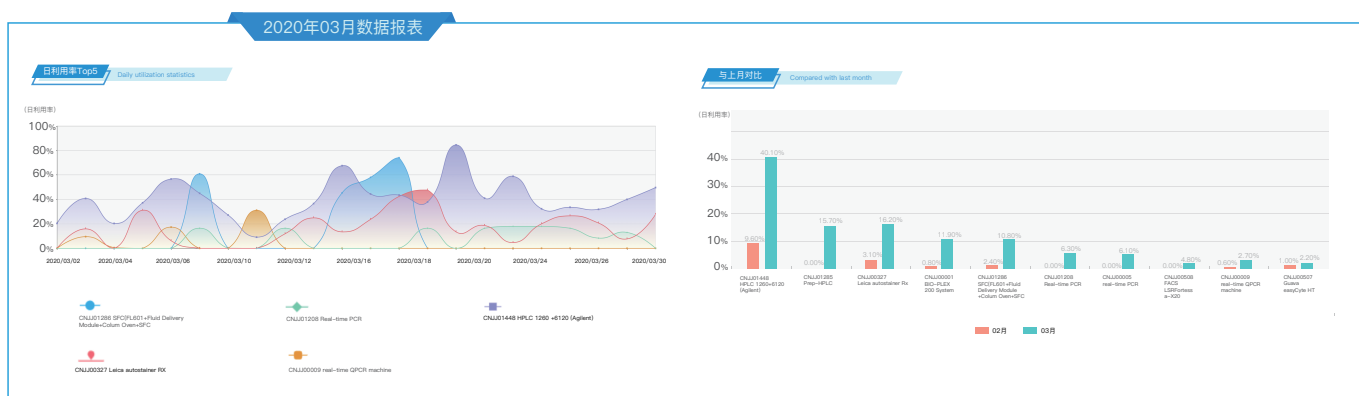 2020年03月数据报表
日利用率Top5
Daily utilization statistics
(日利用率)
100%
80%
60%
40%
20%
0%
2020/03/02 2020/03/04 2020/03/06 2020/03/10 2020/03/12 2020/03/16 2020/03/18 2020/03/20 2020/03/24 2020/03/26 2020/03/30
CNJJ01286 SFC(FL601+Fluid Delivery
Module+Colum Oven+SFC
CNJJ01208 Real-time PCR
CNJJ01448 HPLC 1260 +6120 (Agilent)
CNJJ00327 Leica autostainer RX
CNJJ00009 real-time QPCR machine
与上月对比
Compared with last month
(日利用率)
40%
30%
20%
10%
0%
9.60% 40.10%
0.00% 15.70%
3.10% 16.20%
0.80% 11.90%
2.40% 10.80%
0.00% 6.30%
0.00% 6.10%
0.00% 4.80%
0.60% 2.70%
1.00% 2.20%
CNJJ01448
HPLC 1260+6120
(Agilent)
CNJJ01285
Prep-HPLC
CNJJ00327
Leica autostainer Rx
CNJJ00001
BIO-PLEX
200 System
CNJJ01286
SFC(FL601+Fluid
Delivery Module
+Colum Oven+SFC
CNJJ01208
Real-time PCR
CNJJ00005
real-time PCR
CNJJ00508
FACS
LSRFortess
a-X20
CNJJ00009
real-time QPCR
machine
CNJJ00507
Guava
easyCyte HT
02月 03月